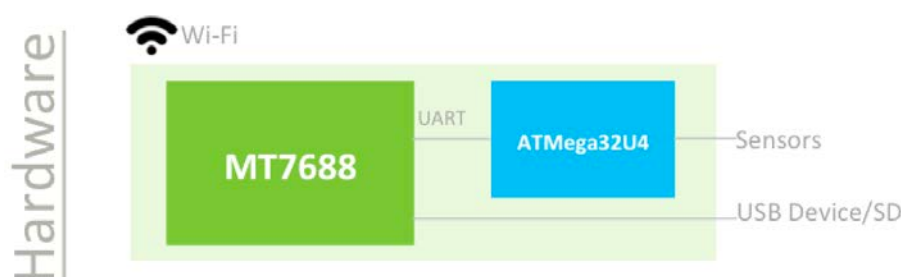 Hardware
Wi-Fi
MT7688
UART
ATMega32U4
Sensors
USB Device/SD